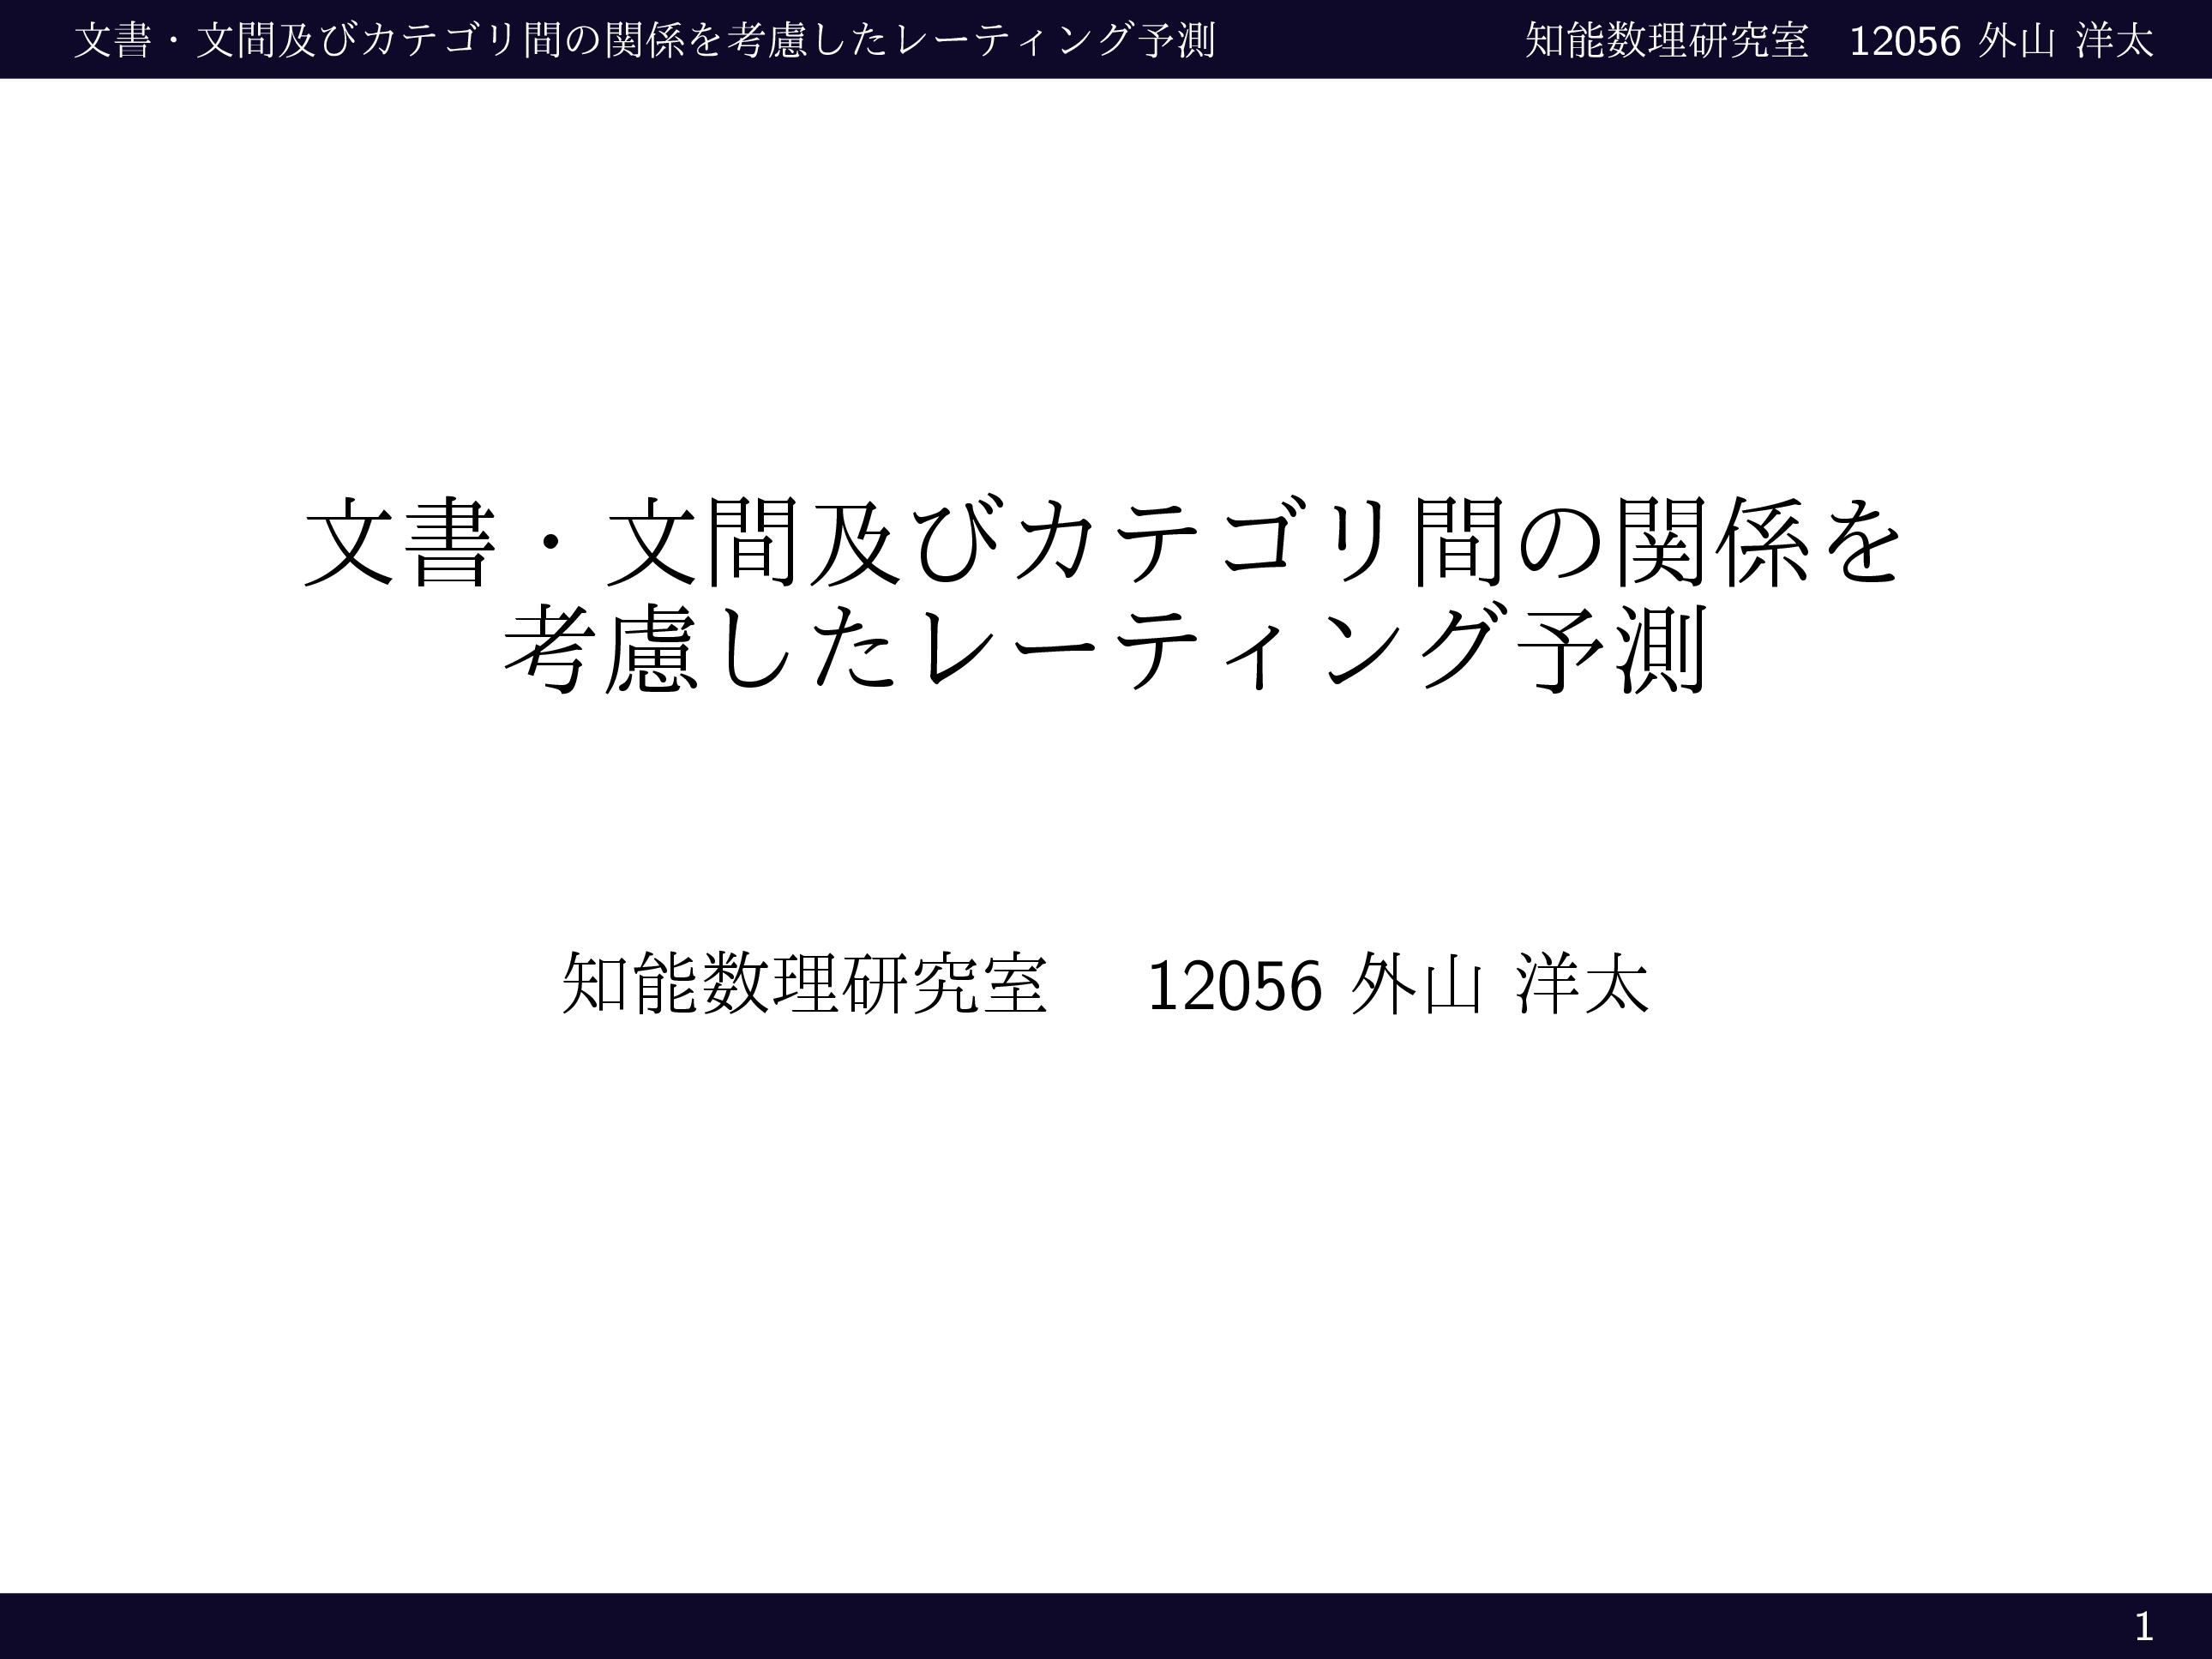 文書・文間及びカテゴリ間の関係を考慮したレーティング予測　知能数理研究室　12056 外山 洋太
文書・文間及びカテゴリ間の関係を
考慮したレーティング予測
知能数理研究室　12056 外山 洋太
1